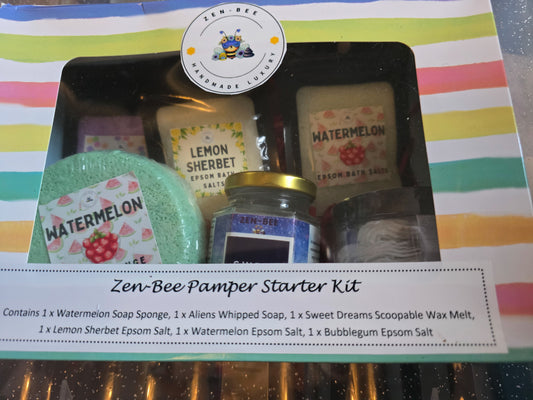 ZEN-BEE
HANDMADE LUXURY
LEMON
SHERBET
EPSOM BATH
SALTS
WATERMELON
EPSOM BATH SALTS
WATERMELON
ZEN-BEE
Zen-Bee Pamper Starter Kit
Contains 1 x Watermelon Soap Sponge, 1 x Aliens Whipped Soap, 1 x Sweet Dreams Scoopable Wax Melt,
1 x Lemon Sherbet Epsom Salt, 1 x Watermelon Epsom Salt, 1 x Bubblegum Epsom Salt